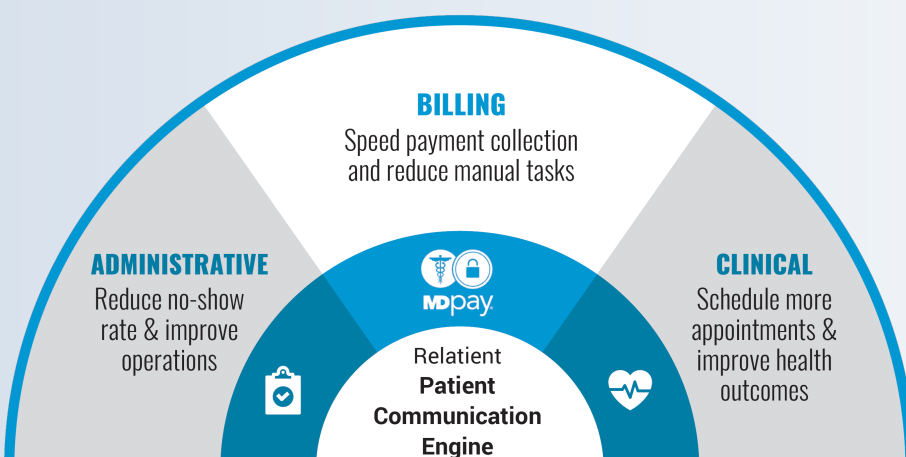 BILLING
Speed payment collection
and reduce manual tasks
ADMINISTRATIVE
Reduce no-show
rate & improve
operations
MDpay.
CLINICAL
Schedule more
appointments &
improve health
outcomes
Relatient
Patient
Communication
Engine